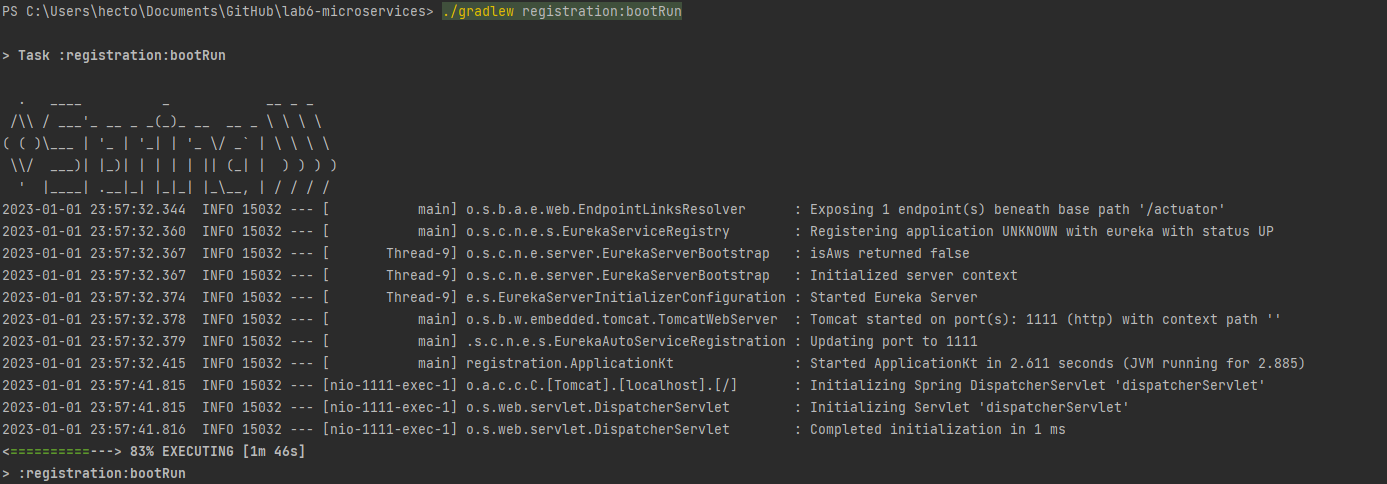 PS C:\Users\hecto\Documents\GitHub\lab6-microservices> ./gradlew registration:bootRun
> Task :registration:bootRun
  .   ____          _            __ _ _
 /\\ / ___'_ __ _ _(_)_ __  __ _ \ \ \ \
( ( )\___ | '_ | '_| | '_ \/ _` | \ \ \ \
 \\/  ___)| |_)| | | | | || (_| |  ) ) ) )
  '  |____| .__|_| |_|_| |_\__, | / / / /
2023-01-01 23:57:32.344  INFO 15032 --- [           main] o.s.b.a.e.web.EndpointLinksResolver      : Exposing 1 endpoint(s) beneath base path '/actuator'
2023-01-01 23:57:32.360  INFO 15032 --- [           main] o.s.c.n.e.s.EurekaServiceRegistry        : Registering application UNKNOWN with eureka with status UP
2023-01-01 23:57:32.367  INFO 15032 --- [       Thread-9] o.s.c.n.e.server.EurekaServerBootstrap   : isAws returned false
2023-01-01 23:57:32.367  INFO 15032 --- [       Thread-9] o.s.c.n.e.server.EurekaServerBootstrap   : Initialized server context
2023-01-01 23:57:32.374  INFO 15032 --- [       Thread-9] e.s.EurekaServerInitializerConfiguration : Started Eureka Server
2023-01-01 23:57:32.378  INFO 15032 --- [           main] o.s.b.w.embedded.tomcat.TomcatWebServer  : Tomcat started on port(s): 1111 (http) with context path ''
2023-01-01 23:57:32.379  INFO 15032 --- [           main] .s.c.n.e.s.EurekaAutoServiceRegistration : Updating port to 1111
2023-01-01 23:57:32.415  INFO 15032 --- [           main] registration.ApplicationKt               : Started ApplicationKt in 2.611 seconds (JVM running for 2.885)
2023-01-01 23:57:41.815  INFO 15032 --- [nio-1111-exec-1] o.a.c.c.C.[Tomcat].[localhost].[/]       : Initializing Spring DispatcherServlet 'dispatcherServlet'
2023-01-01 23:57:41.815  INFO 15032 --- [nio-1111-exec-1] o.s.web.servlet.DispatcherServlet        : Initializing Servlet 'dispatcherServlet'
2023-01-01 23:57:41.816  INFO 15032 --- [nio-1111-exec-1] o.s.web.servlet.DispatcherServlet        : Completed initialization in 1 ms
<==========---> 83% EXECUTING [1m 46s]
> :registration:bootRun